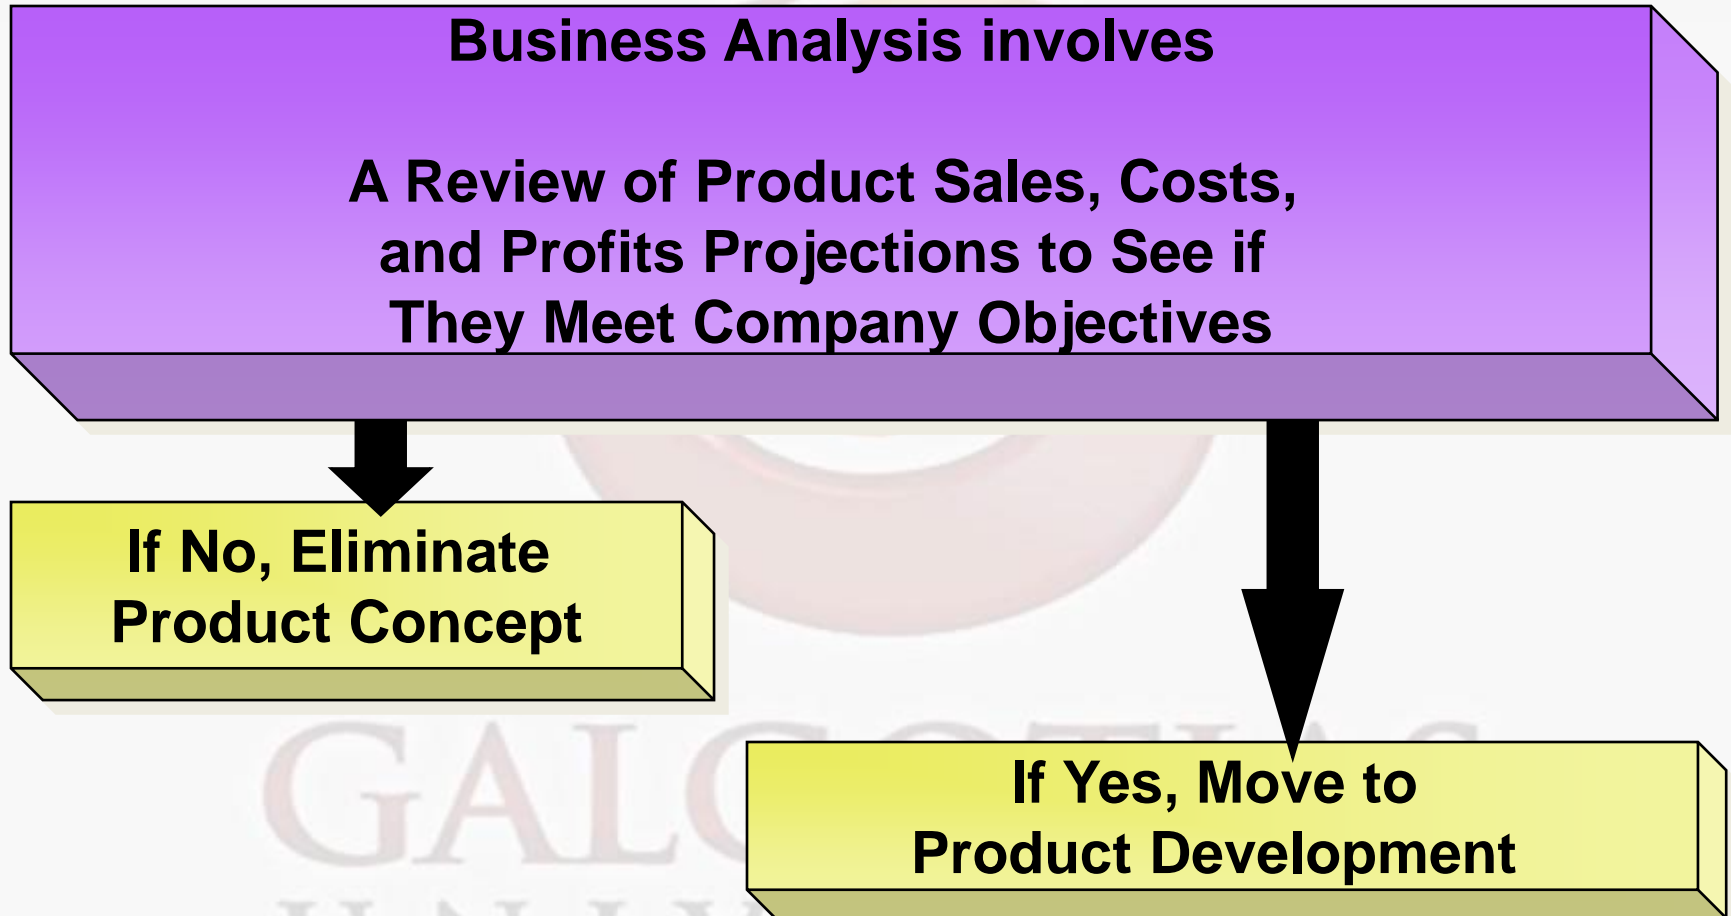 Business Analysis involves
A Review of Product Sales, Costs,
and Profits Projections to See if
They Meet Company Objectives
If No, Eliminate
Product Concept
If Yes, Move to
Product Development